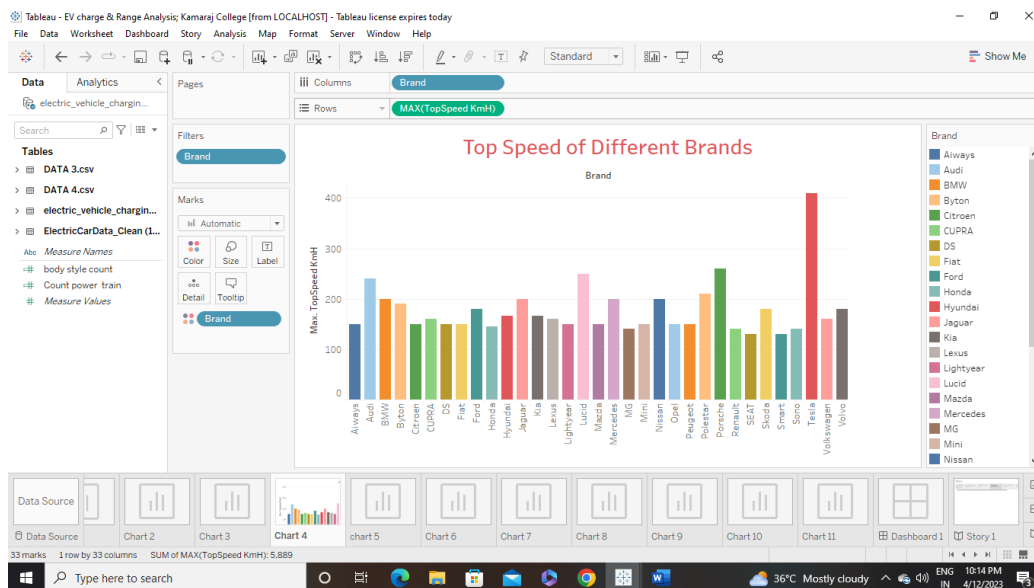 Tableau - EV charge & Range Analysis; Kamaraj College [from LOCALHOST] - Tableau license expires today
File Data Worksheet Dashboard Story Analysis Map Format Server Window Help
Standard
Show Me
Data Analytics
electric_vehicle_chargin...
Search
Tables
DATA 3.csv
DATA 4.csv
electric_vehicle_chargin...
ElectricCarData_Clean (1...
Abc Measure Names
body style count
Count power train
Measure Values
Pages
Filters
Brand
Marks
Automatic
Color Size Label
Detail Tooltip
Brand
Columns Brand
Rows MAX(TopSpeed KmH)
Top Speed of Different Brands
Brand
Max. TopSpeed KmH
400
300
200
100
0
Aiways
Audi
BMW
Byton
Citroen
CUPRA
DS
Fiat
Ford
Honda
Hyundai
Jaguar
Kia
Lexus
Lightyear
Lucid
Mazda
Mercedes
MG
Mini
Nissan
Opel
Peugeot
Polestar
Porsche
Renault
SEAT
Skoda
Smart
Sono
Tesla
Volkswagen
Volvo
Brand
Aiways
Audi
BMW
Byton
Citroen
CUPRA
DS
Fiat
Ford
Honda
Hyundai
Jaguar
Kia
Lexus
Lightyear
Lucid
Mazda
Mercedes
MG
Mini
Nissan
Data Source
Data Source Chart 2 Chart 3 Chart 4 chart 5 Chart 6 Chart 7 Chart 8 Chart 9 Chart 10 Chart 11 Dashboard 1 Story 1
33 marks 1 row by 33 columns SUM of MAX(TopSpeed KmH): 5,889
Type here to search
36°C Mostly cloudy
ENG
IN
10:14 PM
4/12/2023